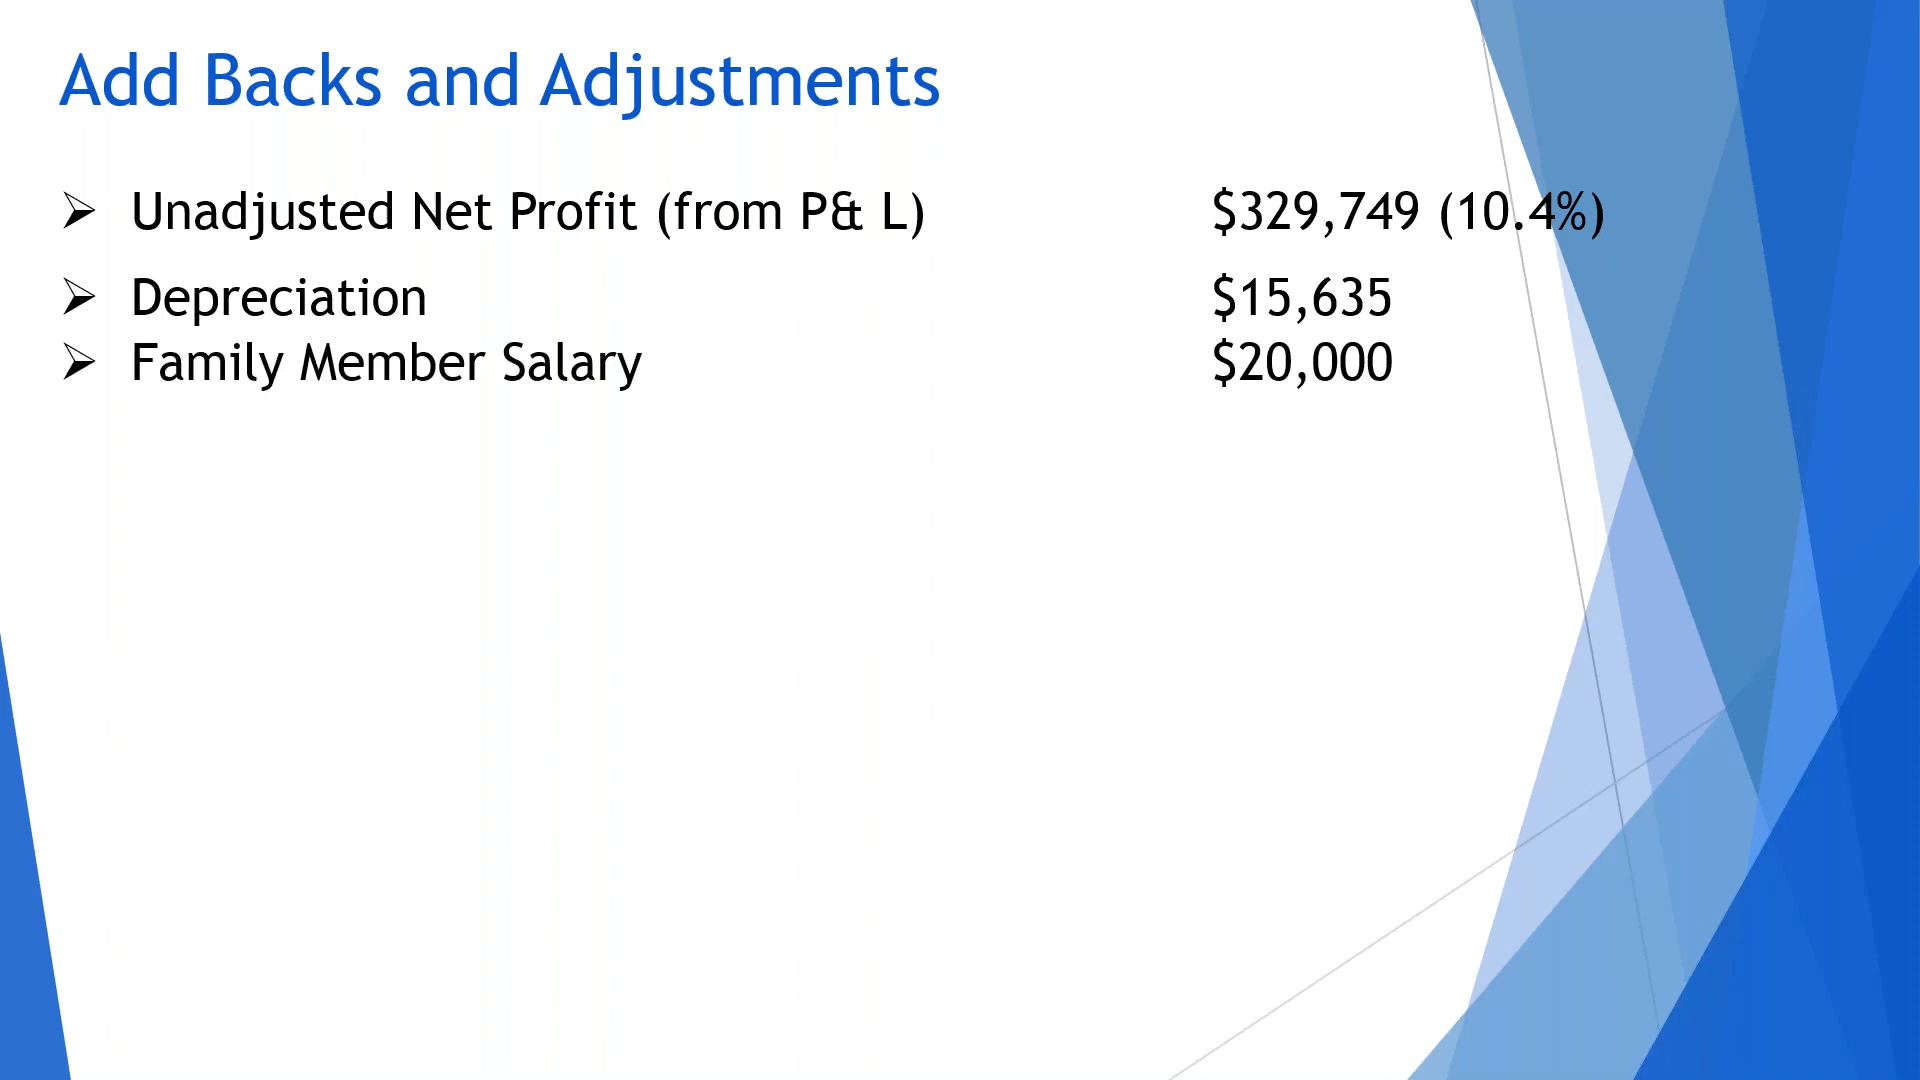 Add Backs and Adjustments
➢ Unadjusted Net Profit (from P& L) $329,749 (10.4%)
➢ Depreciation $15,635
➢ Family Member Salary $20,000